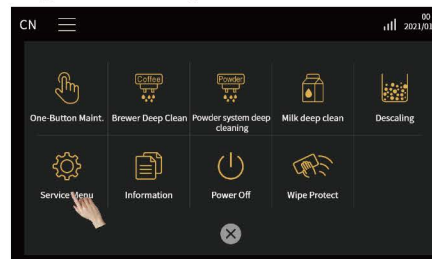 CN
00
2021/01
Coffee
Powder
One-Button Maint.
Brewer Deep Clean
Powder system deep
cleaning
Milk deep clean
Descaling
Service Menu
Information
Power Off
Wipe Protect